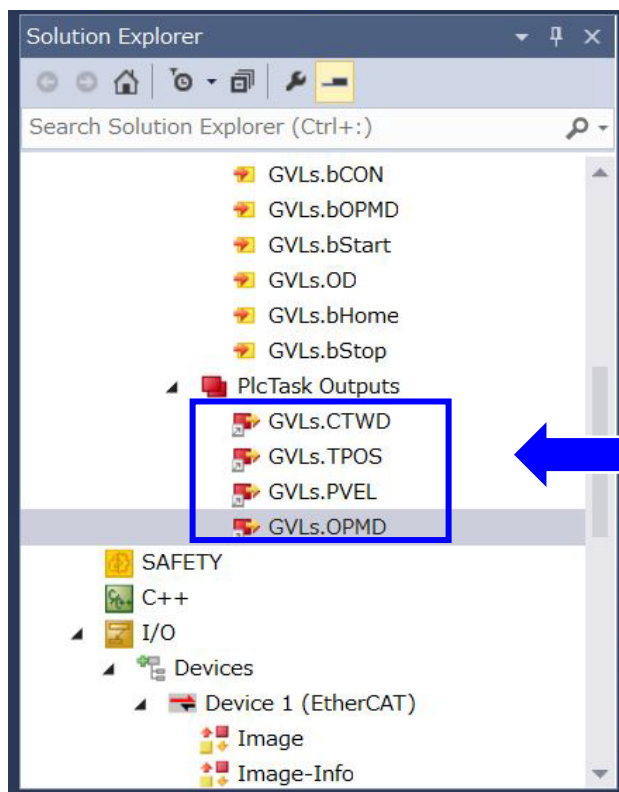 Solution Explorer
Search Solution Explorer (Ctrl+:)
GVLs.bCON
GVLs.bOPMD
GVLs.bStart
GVLs.OD
GVLs.bHome
GVLs.bStop
PlcTask Outputs
GVLs.CTWD
GVLs.TPOS
GVLs.PVEL
GVLs.OPMD
SAFETY
C++
I/O
Devices
Device 1 (EtherCAT)
Image
Image-Info